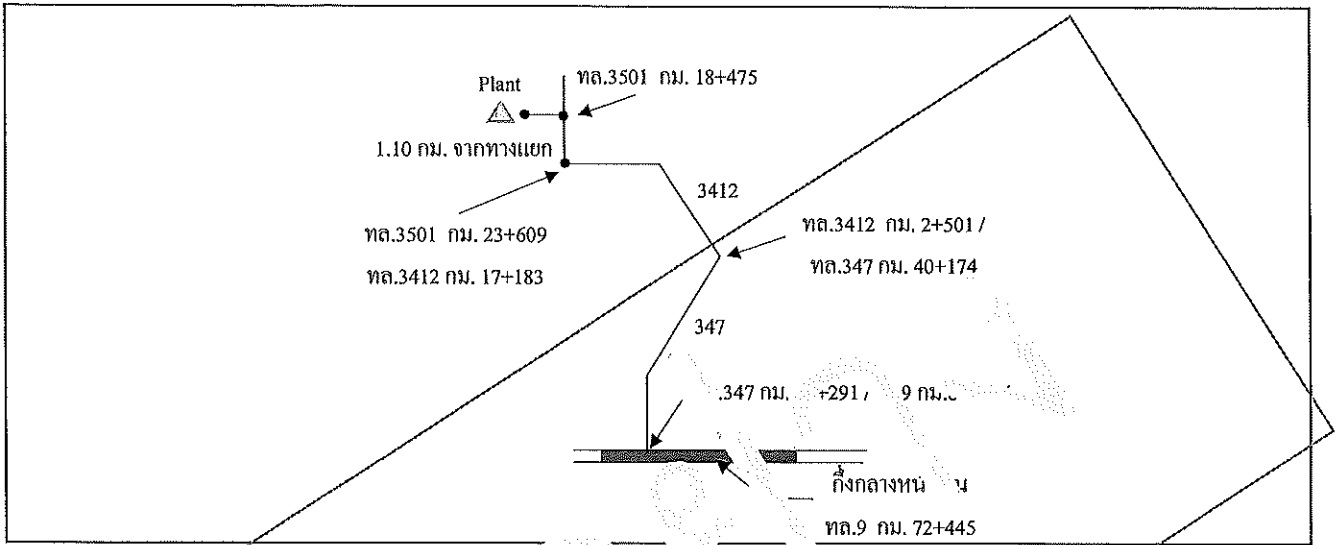 Plant
ทล.3501 กม. 18+475
1.10 กม. จากทางแยก
3412
ทล.3501 กม. 23+609
ทล.3412 กม. 17+183
ทล.3412 กม. 2+501 /
ทล.347 กม. 40+174
347
.347 กม. +291 / 9 กม.
กึ่งกลาง
ทล.9 กม. 72+445